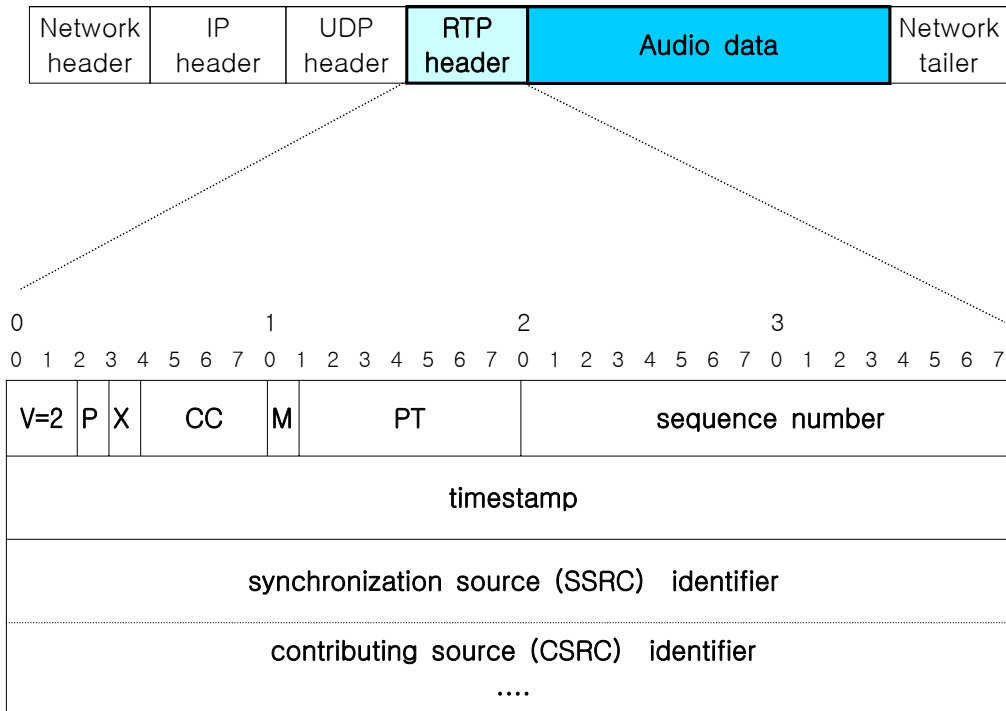 Network header
IP header
UDP header
RTP header
Audio data
Network tailer
0 1 2 3
0 1 2 3 4 5 6 7 0 1 2 3 4 5 6 7 0 1 2 3 4 5 6 7 0 1 2 3 4 5 6 7
V=2 P X CC M PT sequence number
timestamp
synchronization source (SSRC) identifier
contributing source (CSRC) identifier
....